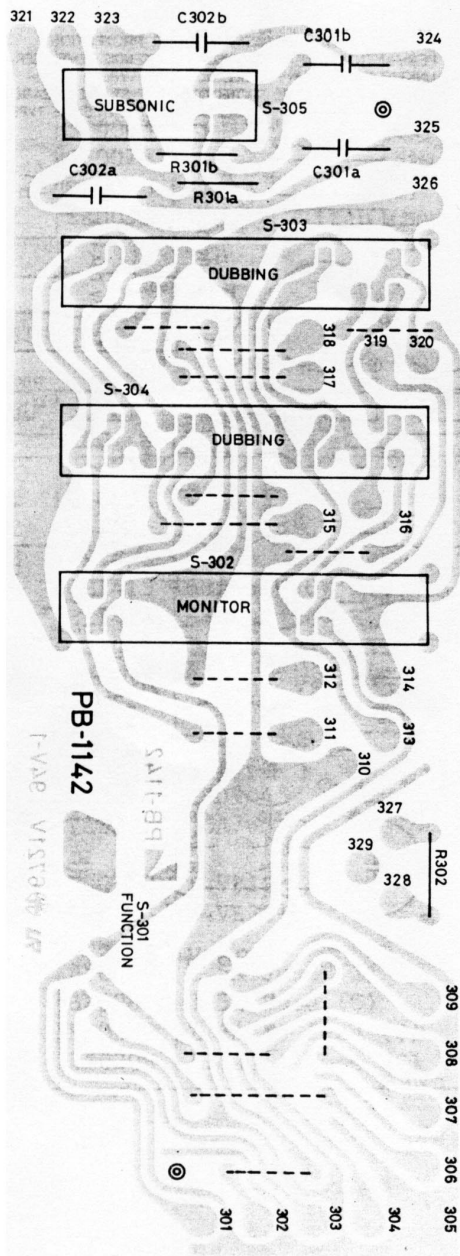 321 322 323 C302b C301b 324
SUBSONIC S-305
325
C302a R301b C301a
R301a 326
S-303
DUBBING
318 319 320
317
S-304
DUBBING
315 316
S-302
MONITOR
312 314
311 313
310
PB-1142
PB-1142
94V-1
327
329 R302
328
S-301
FUNCTION
309
308
307
306
301 302 303 304 305